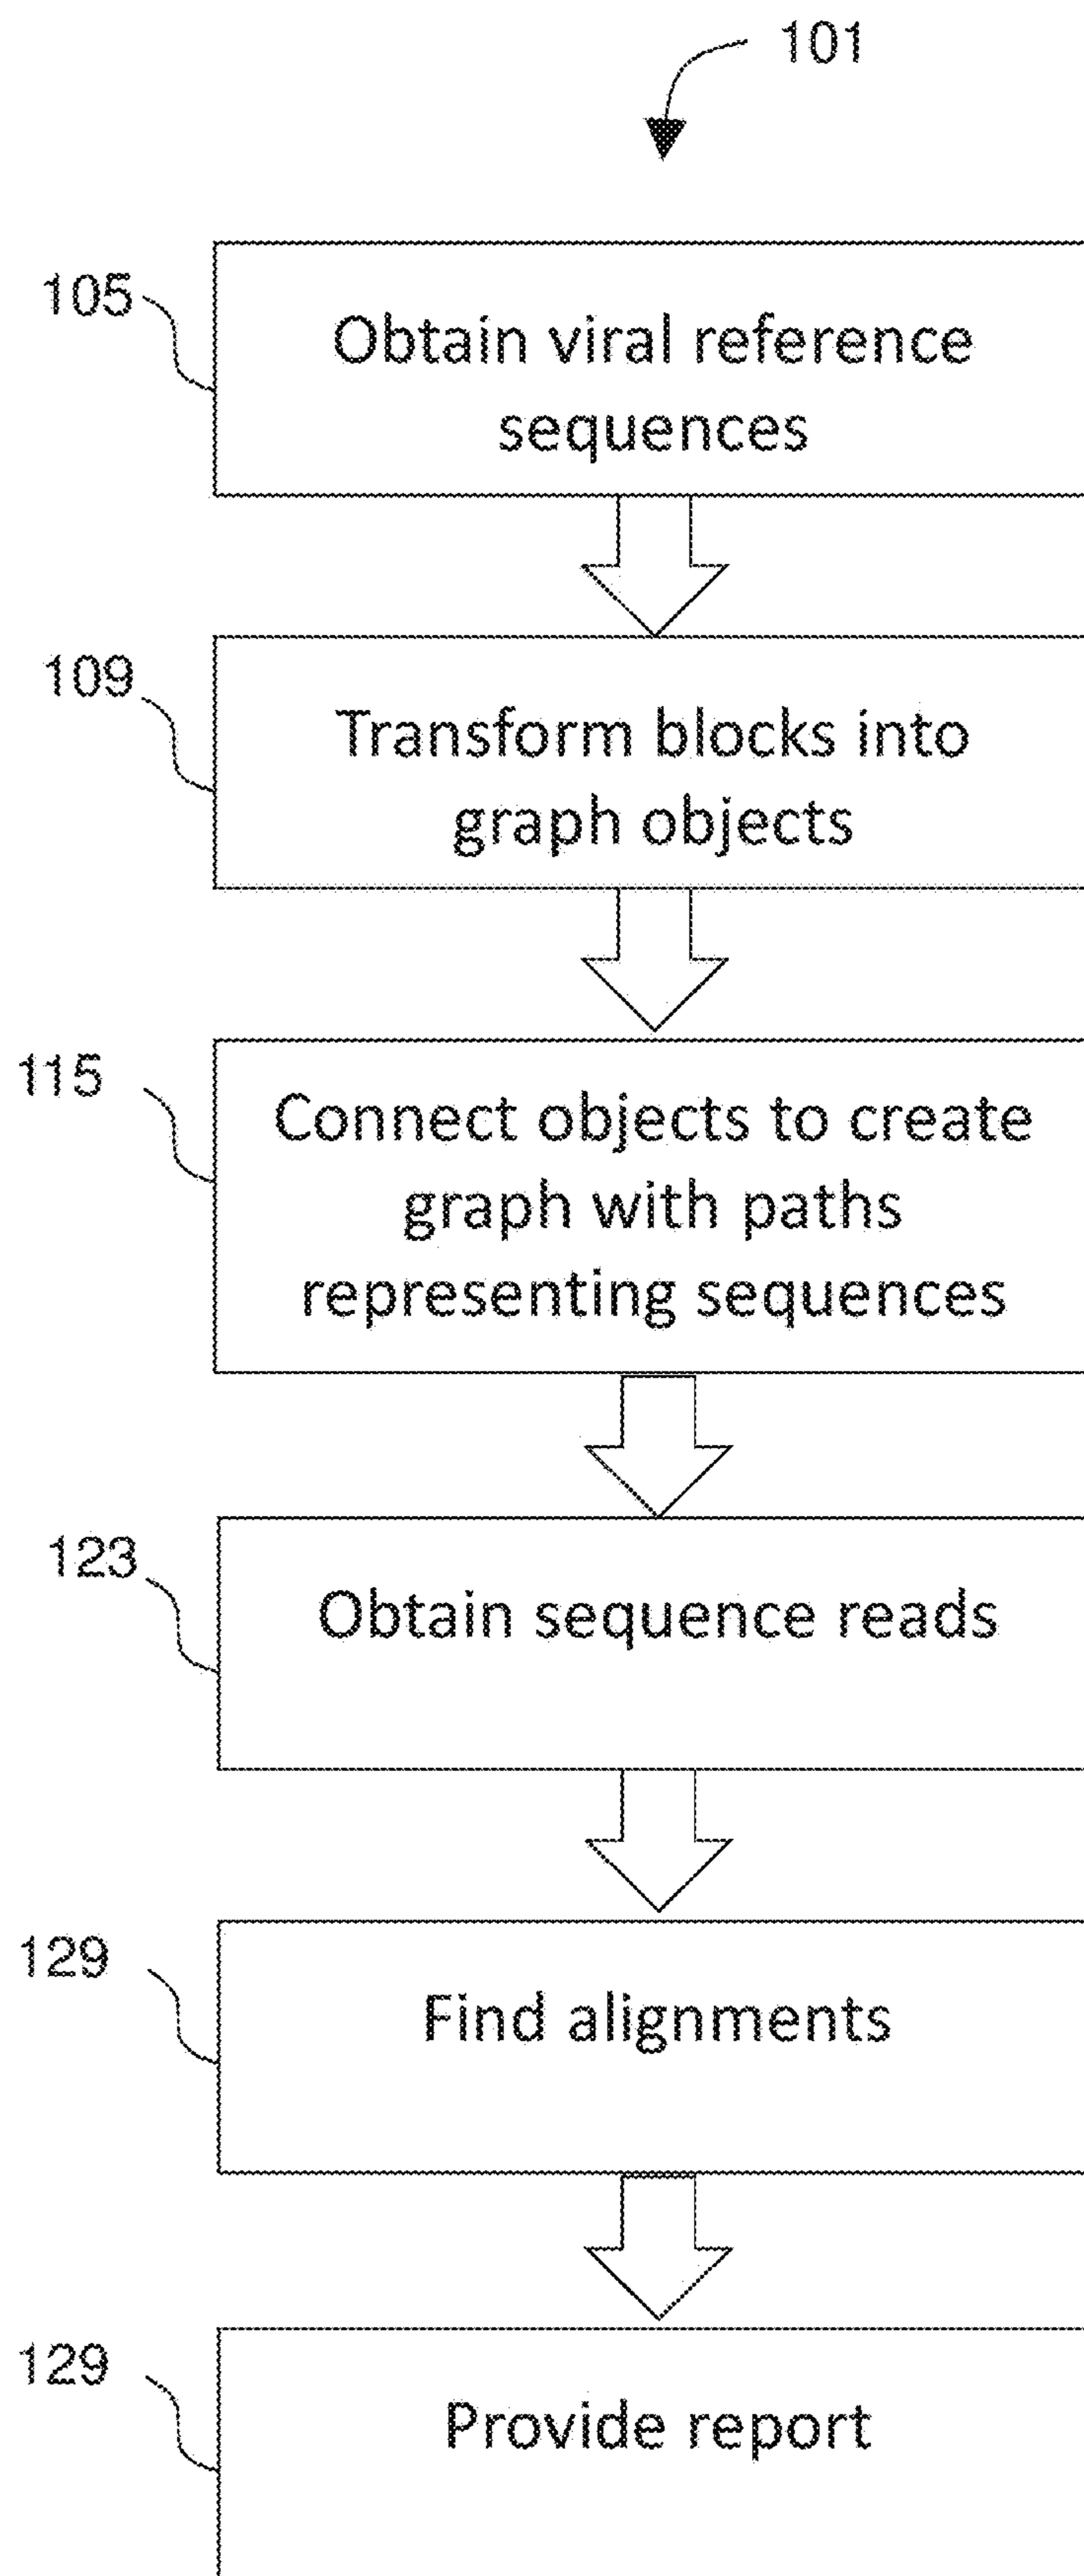 101
105
Obtain viral reference
sequences
109
Transform blocks into
graph objects
115
Connect objects to create
graph with paths
representing sequences
123
Obtain sequence reads
129
Find alignments
129
Provide report